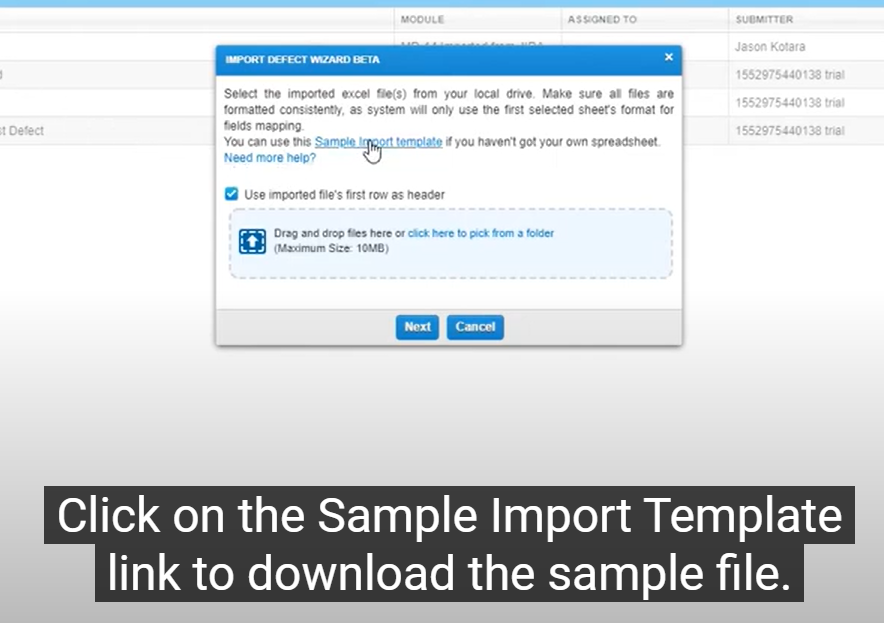 MODULE ASSIGNED TO SUBMITTER
Jason Kotara
1552975440138 trial
1552975440138 trial
st Defect 1552975440138 trial
IMPORT DEFECT WIZARD BETA
Select the imported excel file(s) from your local drive. Make sure all files are
formatted consistently, as system will only use the first selected sheet's format for
fields mapping.
You can use this Sample Import template if you haven't got your own spreadsheet.
Need more help?
Use imported file's first row as header
Drag and drop files here or click here to pick from a folder
(Maximum Size: 10MB)
Next Cancel
Click on the Sample Import Template
link to download the sample file.